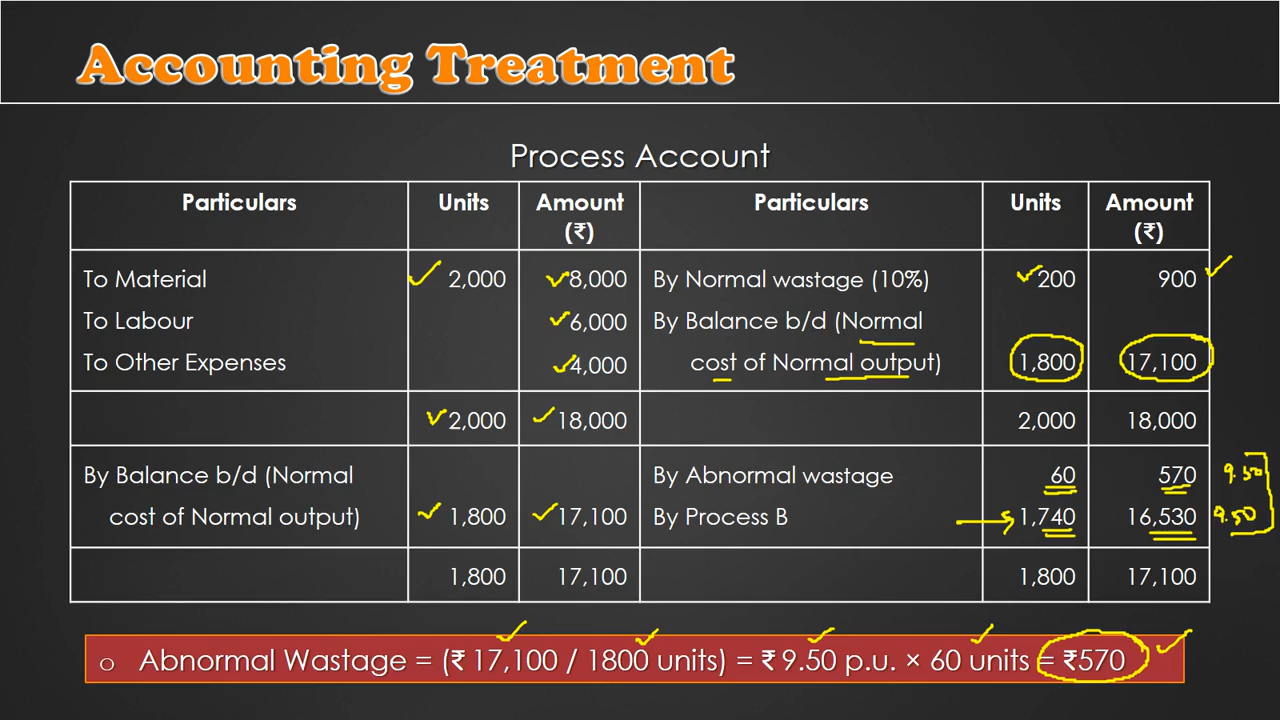 Accounting Treatment
Process Account
Particulars Units Amount (₹) Particulars Units Amount (₹)
To Material 2,000 8,000 By Normal wastage (10%) 200 900
To Labour 6,000 By Balance b/d (Normal
To Other Expenses 4,000 cost of Normal output) 1,800 17,100
2,000 18,000 2,000 18,000
By Balance b/d (Normal By Abnormal wastage 60 570 9.50
cost of Normal output) 1,800 17,100 By Process B 1,740 16,530 9.50
1,800 17,100 1,800 17,100
Abnormal Wastage = (₹ 17,100 / 1800 units) = ₹ 9.50 p.u. × 60 units = ₹570